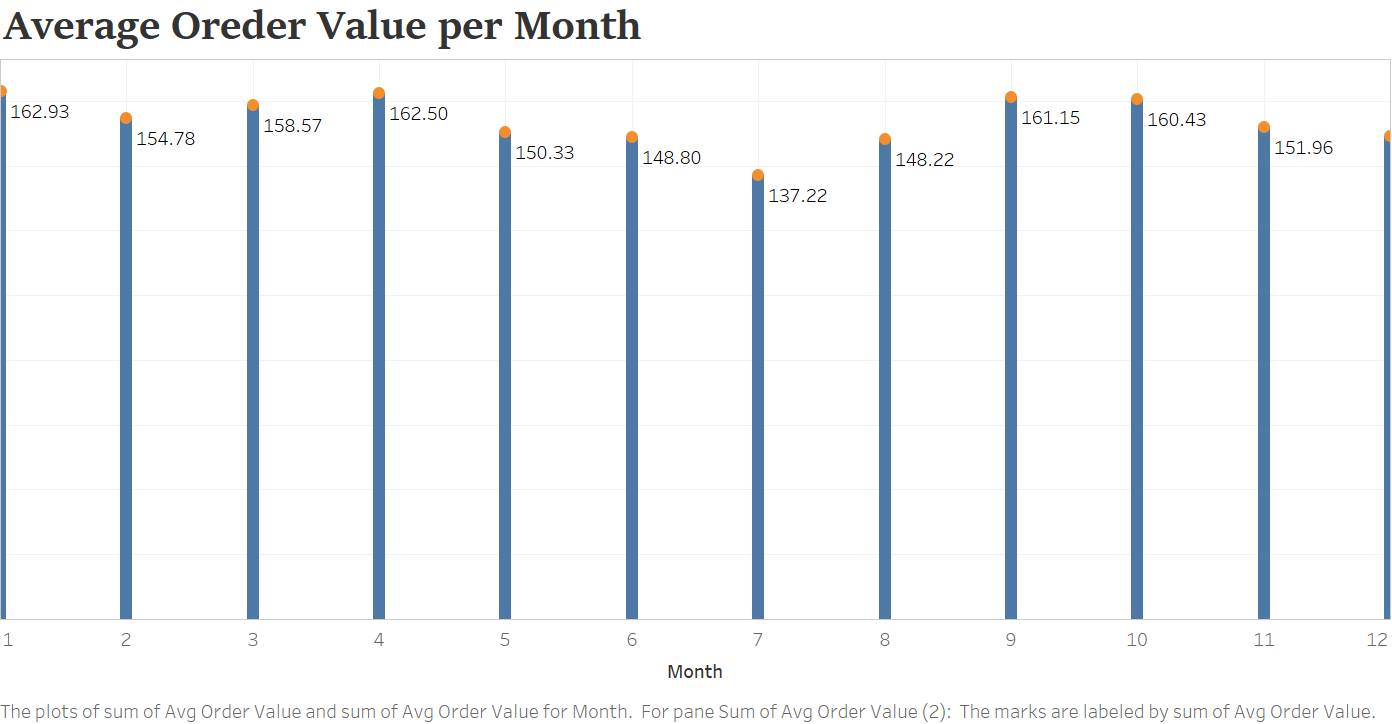 Average Oreder Value per Month
162.93
154.78
158.57
162.50
150.33
148.80
137.22
148.22
161.15
160.43
151.96
1 2 3 4 5 6 7 8 9 10 11 12
Month
The plots of sum of Avg Order Value and sum of Avg Order Value for Month. For pane Sum of Avg Order Value (2): The marks are labeled by sum of Avg Order Value.